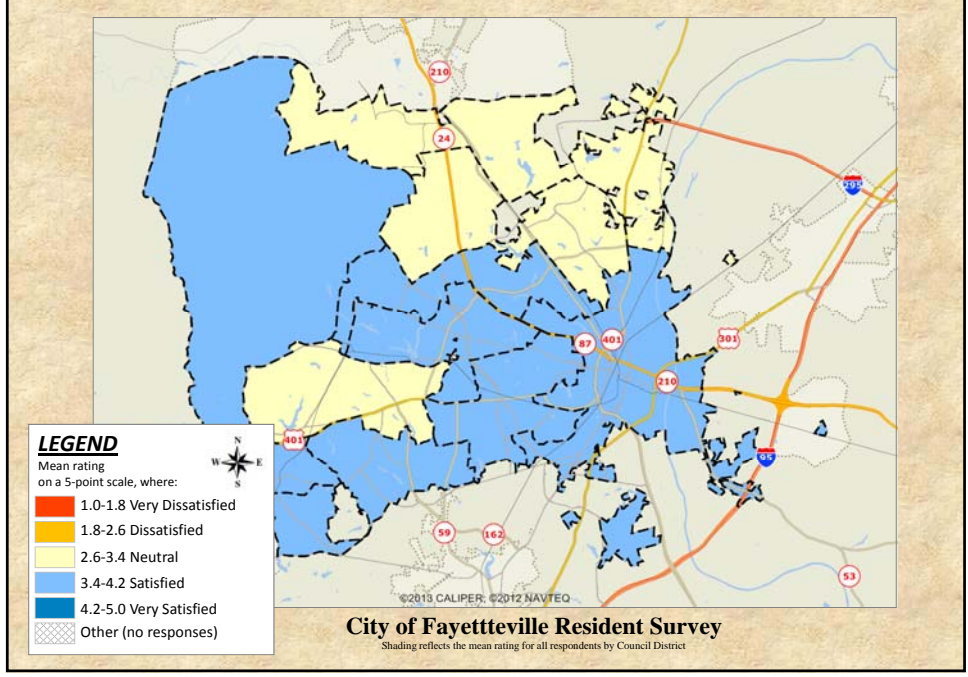 210
24
295
87
401
301
210
401
95
59
162
53
LEGEND
Mean rating
on a 5-point scale, where:
N
W E
S
1.0-1.8 Very Dissatisfied
1.8-2.6 Dissatisfied
2.6-3.4 Neutral
3.4-4.2 Satisfied
4.2-5.0 Very Satisfied
Other (no responses)
©2013 CALIPER; ©2012 NAVTEQ
City of Fayettteville Resident Survey
Shading reflects the mean rating for all respondents by Council District